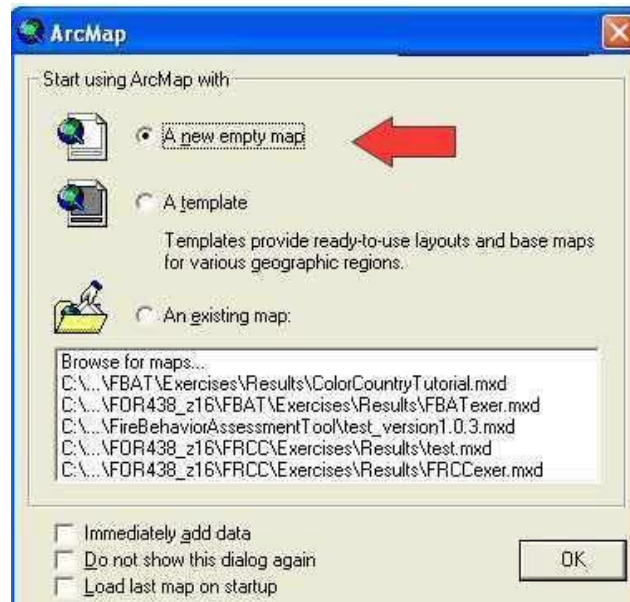 ArcMap
Start using ArcMap with
A new empty map
A template
Templates provide ready-to-use layouts and base maps
for various geographic regions.
An existing map:
Browse for maps...
C:\...\FBAT\Exercises\Results\ColorCountryTutorial.mxd
C:\...\FOR438_z16\FBAT\Exercises\Results\FBATexer.mxd
C:\...\FireBehaviorAssessmentTool\test_version1.0.3.mxd
C:\...\FOR438_z16\FRCC\Exercises\Results\test.mxd
C:\...\FOR438_z16\FRCC\Exercises\Results\FRCCexer.mxd
Immediately add data
Do not show this dialog again
OK
Load last map on startup